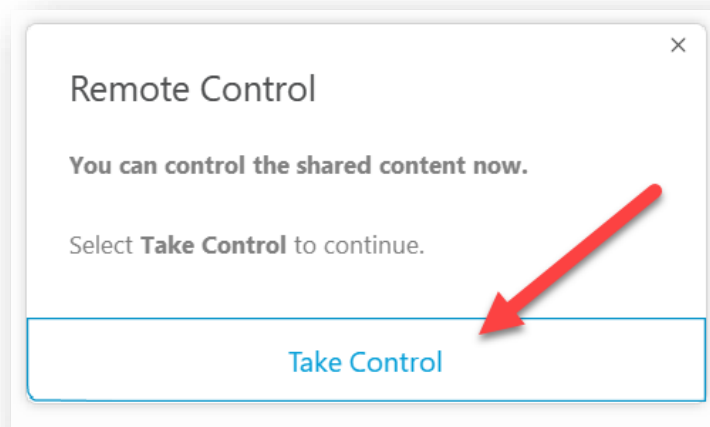 Remote Control
You can control the shared content now.
Select Take Control to continue.
Take Control